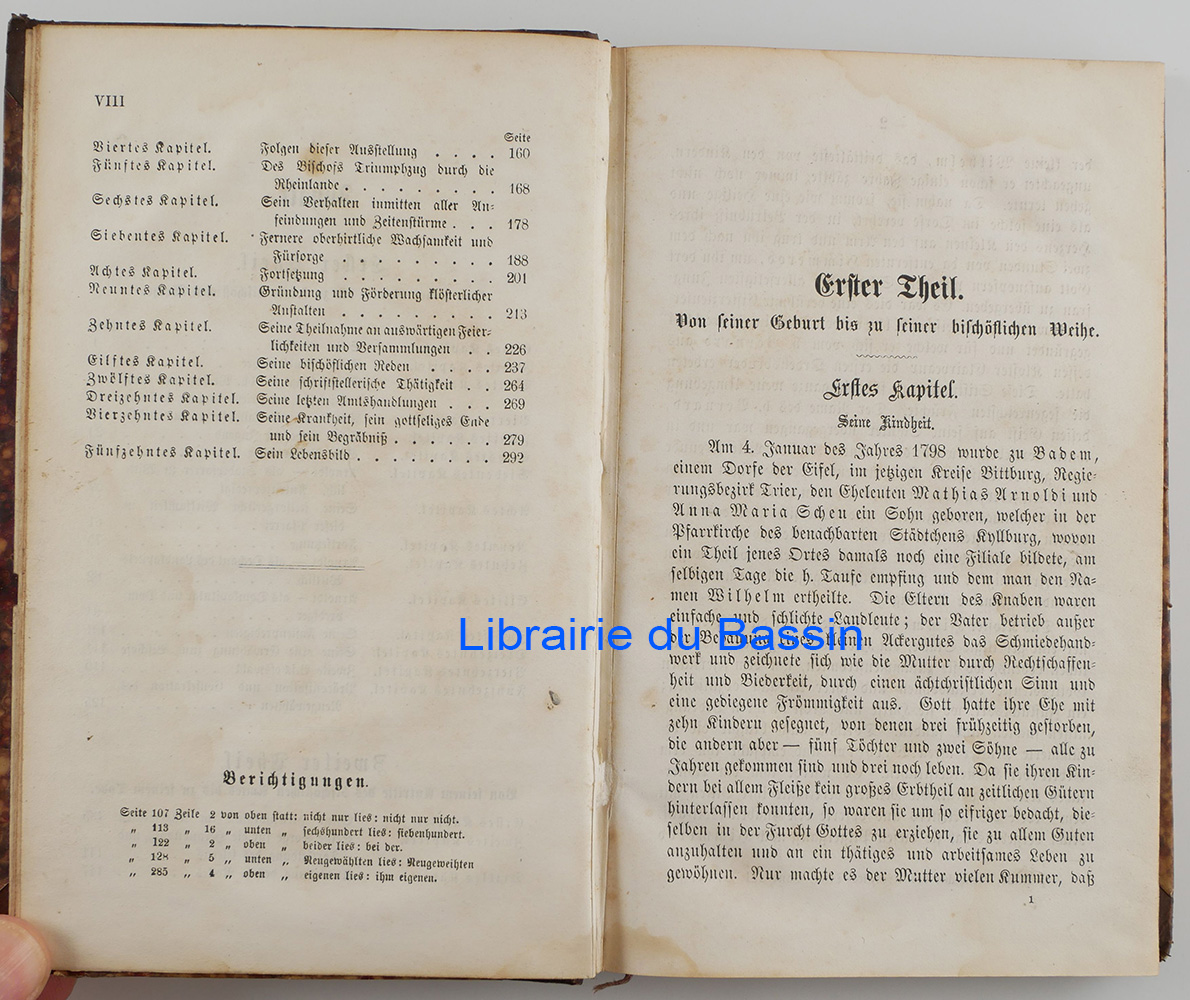 VIII
Seite
Viertes Kapitel. Folgen dieser Ausstellung . . . . 160
Fünftes Kapitel. Des Bischofs Triumphzug durch die
Rheinlande . . . . . . . . . 168
Sechstes Kapitel. Sein Verhalten inmitten aller An-
feindungen und Zeitenstürme . . . 178
Siebentes Kapitel. Fernere oberhirtliche Wachsamkeit und
Fürsorge . . . . . . . . . 188
Achtes Kapitel. Fortsetzung . . . . . . . . . 201
Neuntes Kapitel. Gründung und Förderung klösterlicher
Anstalten . . . . . . . . . 213
Zehntes Kapitel. Seine Theilnahme an auswärtigen Feier-
lichkeiten und Versammlungen . . 226
Eilftes Kapitel. Seine bischöflichen Reden . . . . 237
Zwölftes Kapitel. Seine schriftstellerische Thätigkeit . . 264
Dreizehntes Kapitel. Seine letzten Amtshandlungen . . . 269
Vierzehntes Kapitel. Seine Krankheit, sein gottseliges Ende
und sein Begräbniß . . . . . . 279
Fünfzehntes Kapitel. Sein Lebensbild . . . . . . . . 292
Berichtigungen.
Seite 107 Zeile 2 von oben statt: nicht nur lies: nicht nur nicht.
„ 113 „ 16 „ unten „ sechshundert lies: siebenhundert.
„ 122 „ 2 „ oben „ beider lies: bei der.
„ 128 „ 5 „ unten „ Neugewählten lies: Neugeweihten
„ 285 „ 4 „ oben „ eigenen lies: ihm eigenen.
Erster Theil.
Von seiner Geburt bis zu seiner bischöflichen Weihe.
Erstes Kapitel.
Seine Kindheit.
Am 4. Januar des Jahres 1798 wurde zu Badem,
einem Dorfe der Eifel, im jetzigen Kreise Bittburg, Regie-
rungsbezirk Trier, den Eheleuten Mathias Arnoldi und
Anna Maria Scheu ein Sohn geboren, welcher in der
Pfarrkirche des benachbarten Städtchens Kyllburg, wovon
ein Theil jenes Ortes damals noch eine Filiale bildete, am
selbigen Tage die h. Taufe empfing und dem man den Na-
men Wilhelm ertheilte. Die Eltern des Knaben waren
einfache und schlichte Landleute; der Vater betrieb außer
der Bebauung eines kleinen Ackergutes das Schmiedehand-
werk und zeichnete sich wie die Mutter durch Rechtschaffen-
heit und Biederkeit, durch einen ächtchristlichen Sinn und
eine gediegene Frömmigkeit aus. Gott hatte ihre Ehe mit
zehn Kindern gesegnet, von denen drei frühzeitig gestorben,
die andern aber — fünf Töchter und zwei Söhne — alle zu
Jahren gekommen sind und drei noch leben. Da sie ihren Kin-
dern bei allem Fleiße kein großes Erbtheil an zeitlichen Gütern
hinterlassen konnten, so waren sie um so eifriger bedacht, die-
selben in der Furcht Gottes zu erziehen, sie zu allem Guten
anzuhalten und an ein thätiges und arbeitsames Leben zu
gewöhnen. Nur machte es der Mutter vielen Kummer, daß
1
Librairie du Bassin